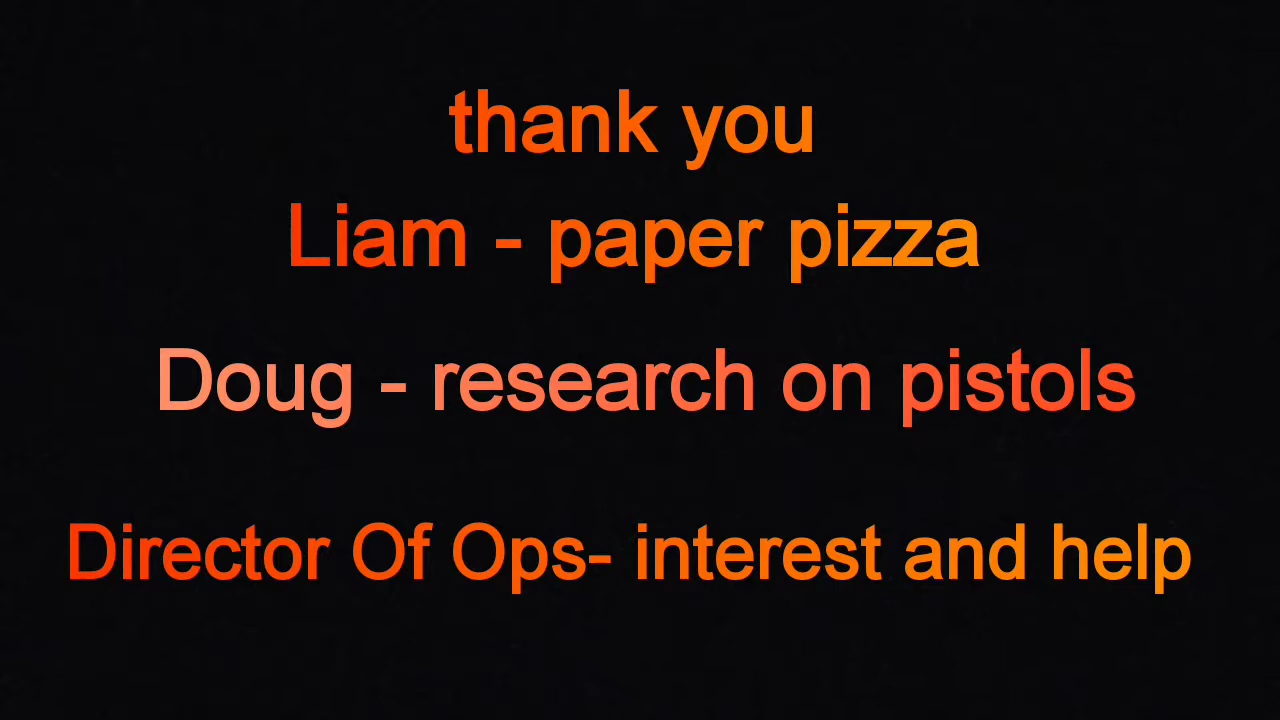 thank you
Liam - paper pizza
Doug - research on pistols
Director Of Ops- interest and help